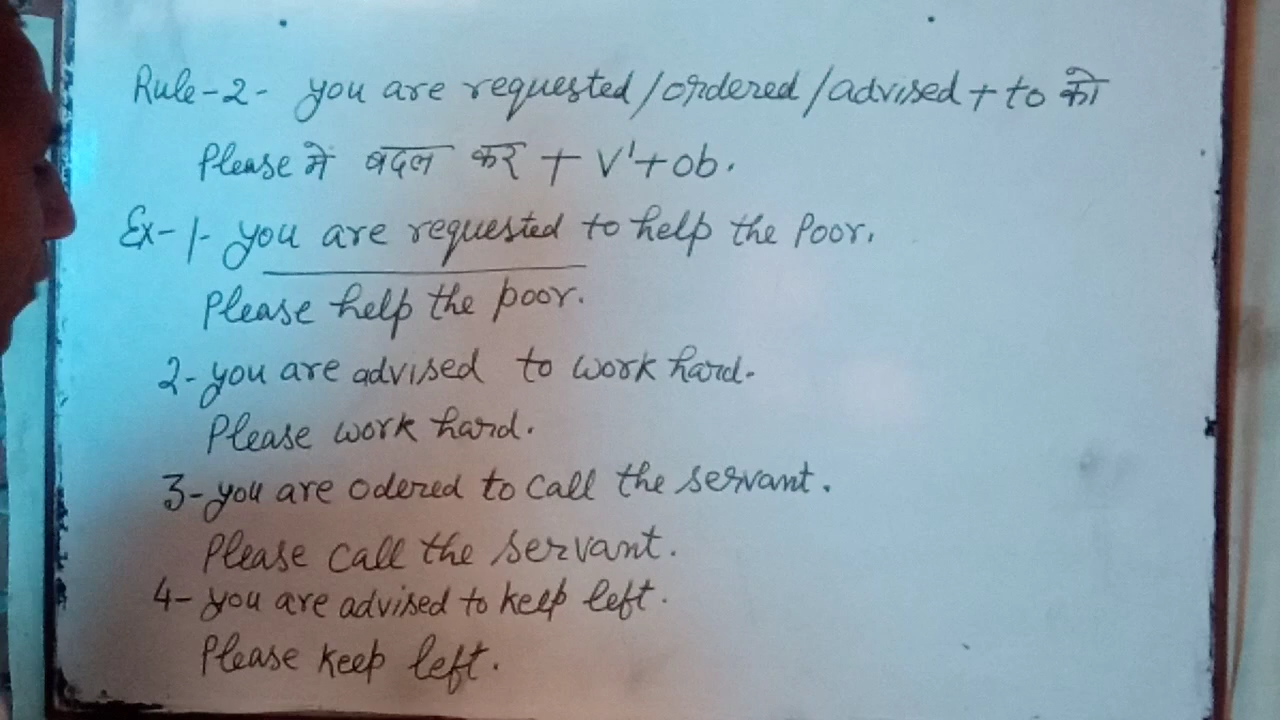 Rule-2- you are requested/ordered/advised + to को
Please में बदल कर + V¹+ob.
Ex-1- you are requested to help the Poor.
Please help the poor.
2- you are advised to work hard.
Please work hard.
3- you are odered to call the servant.
Please call the servant.
4- you are advised to keep left.
Please keep left.